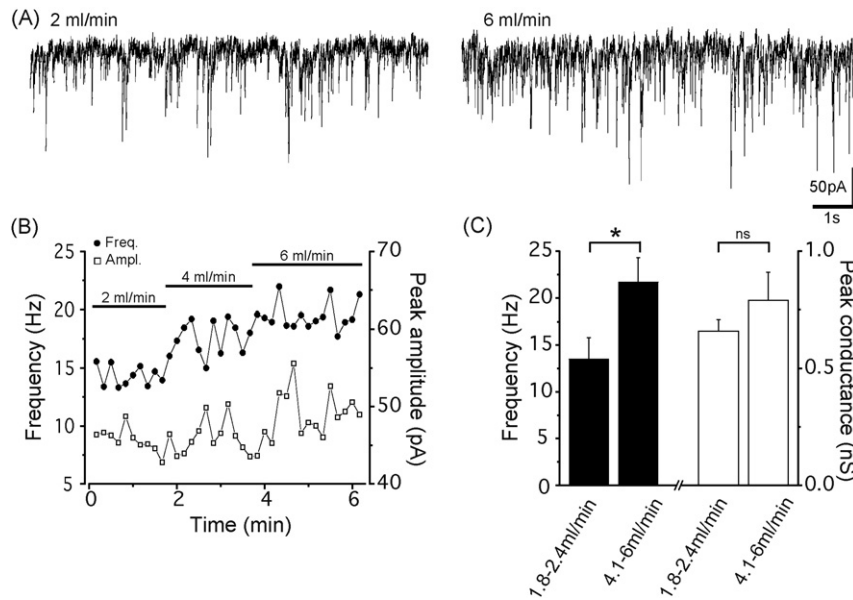 (A) 2 ml/min 6 ml/min
50pA
1s
(B)
Freq.
Ampl.
2 ml/min
4 ml/min
6 ml/min
25
20
15
10
5
Frequency (Hz)
70
60
50
40
Peak amplitude
(pA)
0 2 4 6
Time (min)
(C)
*
ns
25
20
15
10
5
0
Frequency (Hz)
1.0
0.5
0.0
Peak conductance
(nS)
1.8-2.4ml/min
4.1-6ml/min
1.8-2.4ml/min
4.1-6ml/min